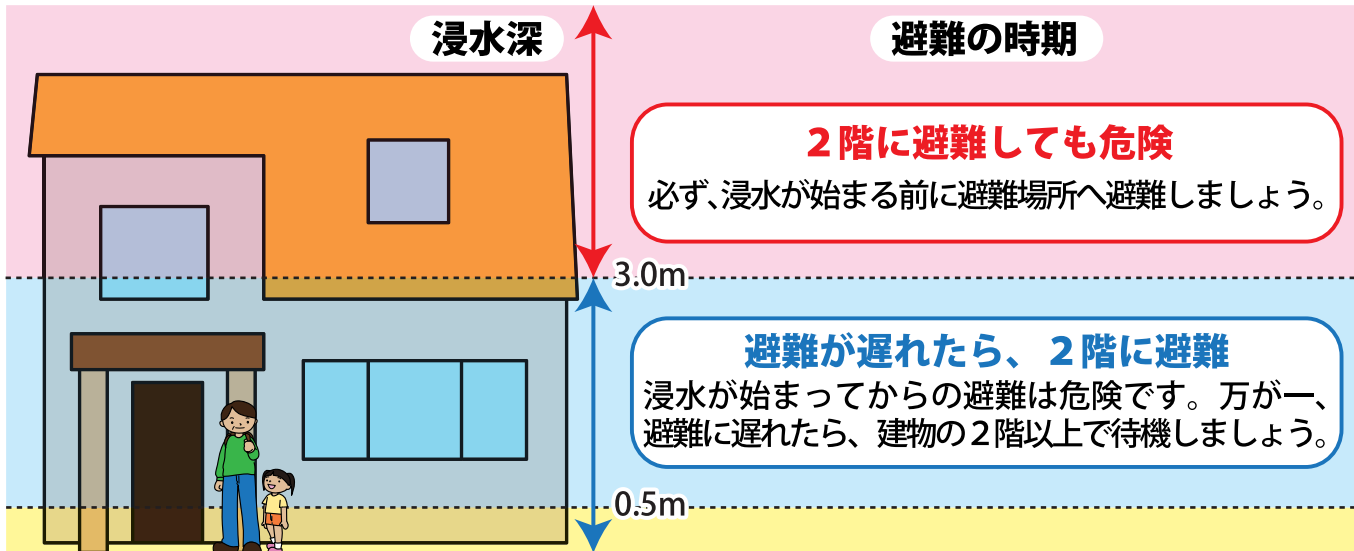 浸水深
避難の時期
２階に避難しても危険
必ず、浸水が始まる前に避難場所へ避難しましょう。
3.0m
避難が遅れたら、２階に避難
浸水が始まってからの避難は危険です。万が一、
避難に遅れたら、建物の２階以上で待機しましょう。
0.5m